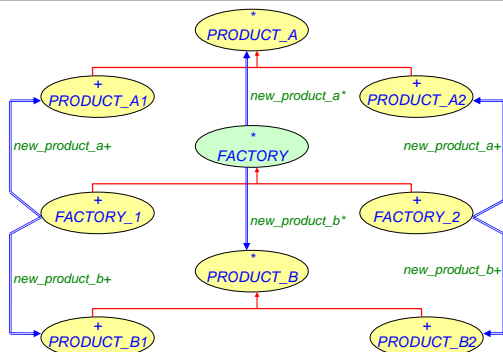 *
PRODUCT_A
+
PRODUCT_A1
new_product_a*
+
PRODUCT_A2
new_product_a+
*
FACTORY
new_product_a+
+
FACTORY_1
new_product_b*
+
FACTORY_2
new_product_b+
*
PRODUCT_B
new_product_b+
+
PRODUCT_B1
+
PRODUCT_B2